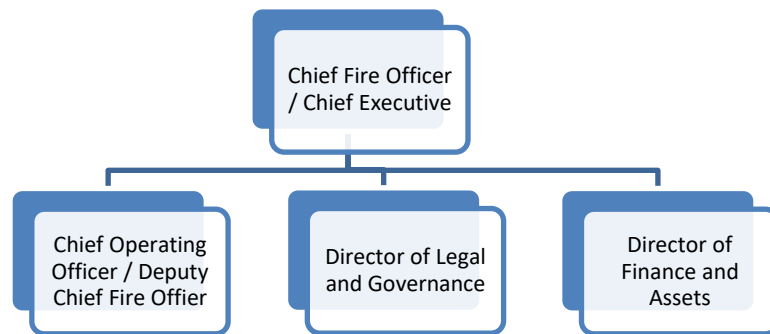 Chief Fire Officer
/ Chief Executive
Chief Operating
Officer / Deputy
Chief Fire Offier
Director of Legal
and Governance
Director of
Finance and
Assets